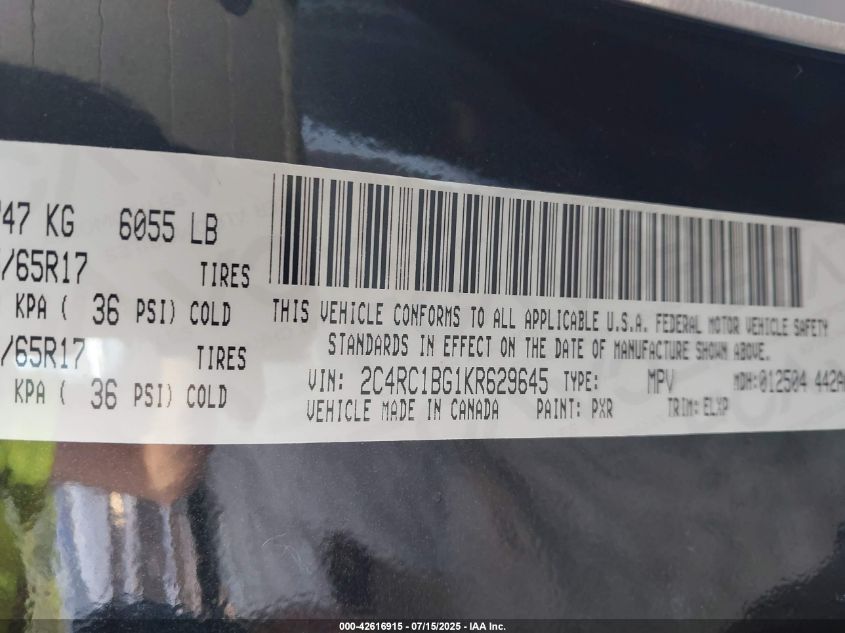 747 KG 6055 LB
/65R17 TIRES
KPA ( 36 PSI) COLD
/65R17 TIRES
KPA ( 36 PSI) COLD
THIS VEHICLE CONFORMS TO ALL APPLICABLE U.S.A. FEDERAL MOTOR VEHICLE SAFETY
STANDARDS IN EFFECT ON THE DATE OF MANUFACTURE SHOWN ABOVE.
VIN: 2C4RC1BG1KR629645 TYPE: MPV MDH:012504 442A
VEHICLE MADE IN CANADA PAINT: PXR TRIM: ELXP
000-42616915 - 07/15/2025 - IAA Inc.